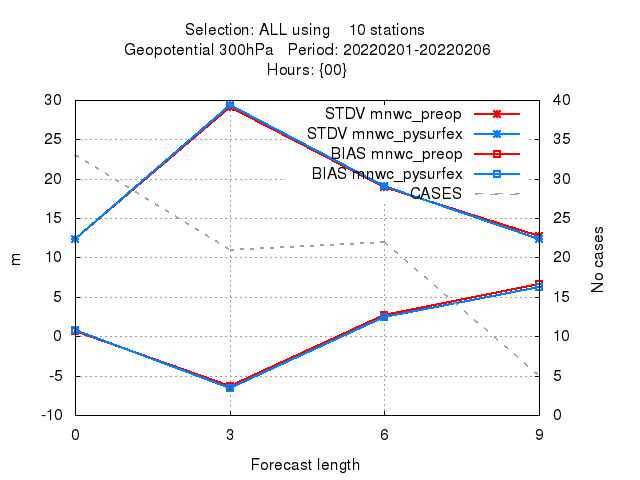 Selection: ALL using    10 stations
Geopotential 300hPa   Period: 20220201-20220206
Hours: {00}
30 40
STDV mnwc_preop
25 35
STDV mnwc_pysurfex
BIAS mnwc_preop
20 30
BIAS mnwc_pysurfex
CASES
15 25
10 20
m No cases
5 15
0 10
-5 5
-10 0
0 3 6 9
Forecast length